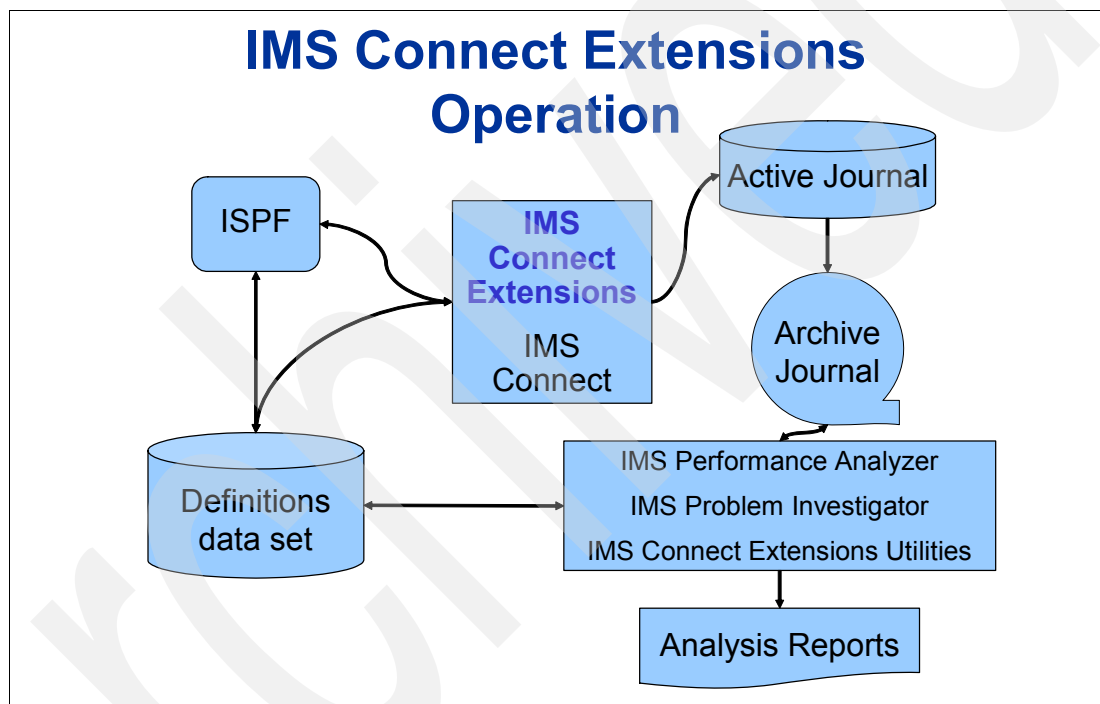 IMS Connect Extensions
Operation
Active Journal
ISPF
IMS
Connect
Extensions
IMS
Connect
Archive
Journal
IMS Performance Analyzer
IMS Problem Investigator
IMS Connect Extensions Utilities
Definitions
data set
Analysis Reports